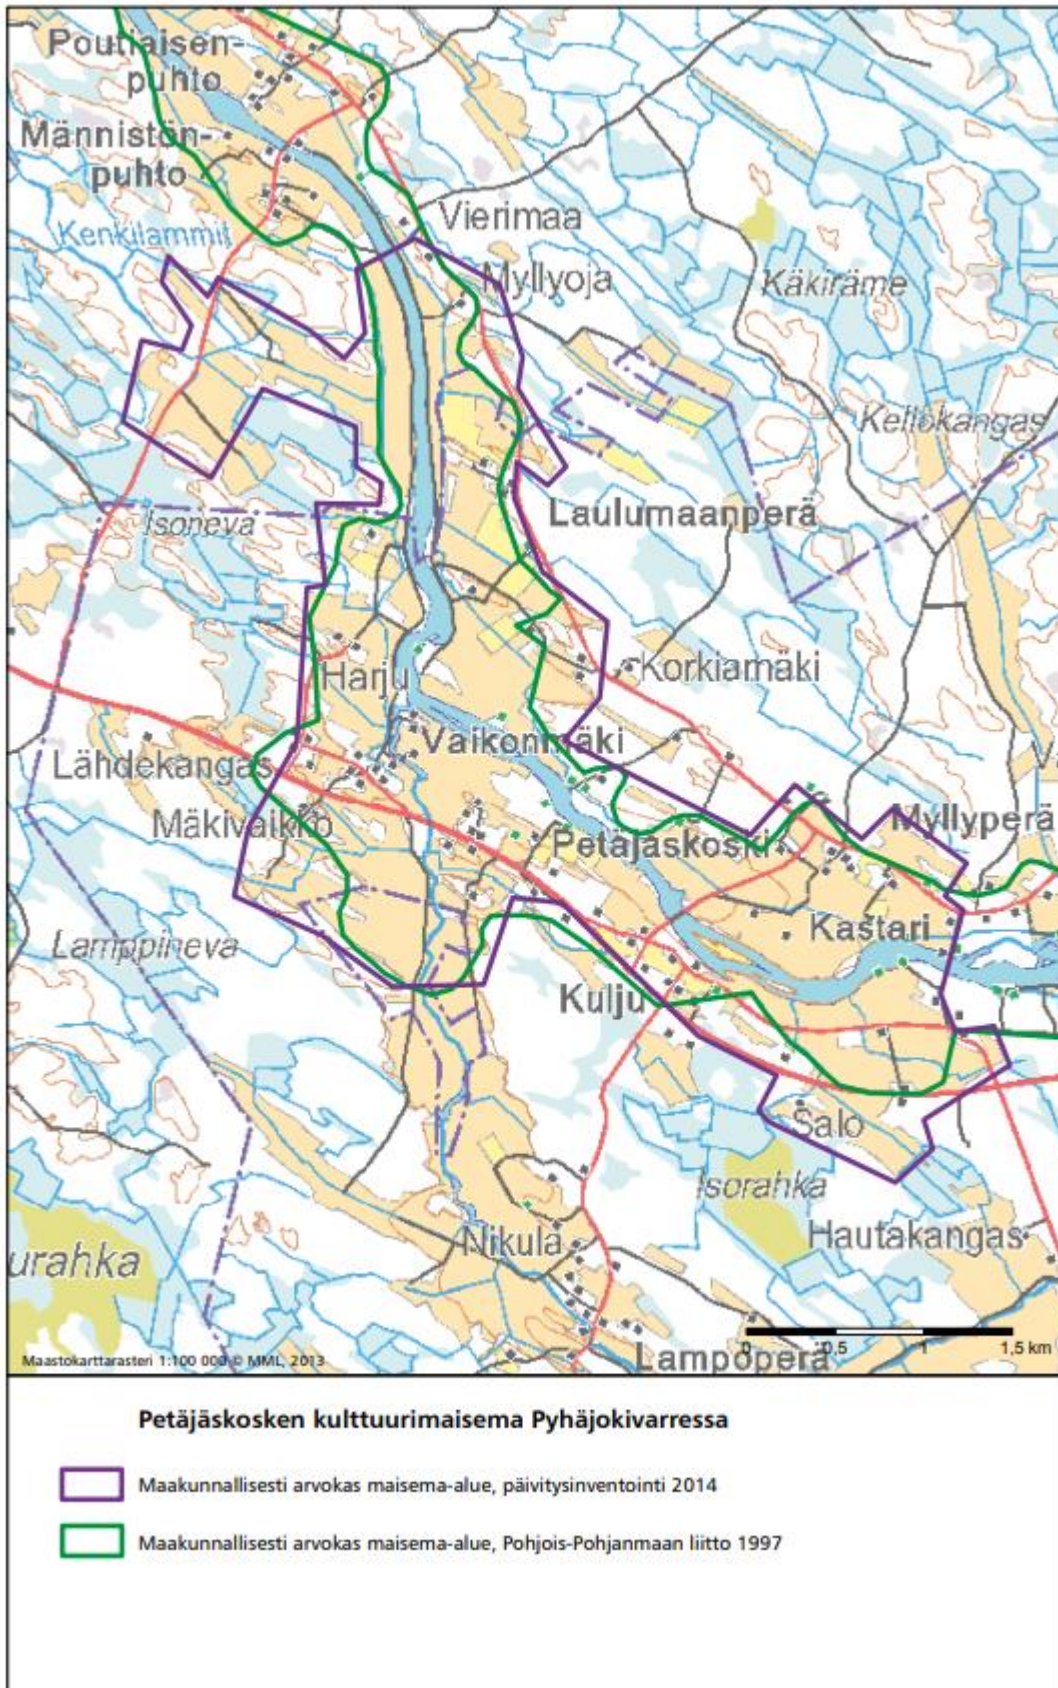 Poutiaisen-
puhto
Männistön-
puhto
Kenkilammit
Vierimaa
Myllyoja
Käkiräme
Kellokangas
Isoneva
Laulumaanperä
Harju
Korkiamäki
Vaikonmäki
Lähdekangas
Mäkivaikko
Petäjäskoski
Myllyperä
Lamppineva
Kastari
Kulju
Salo
Isorahka
urahka
Nikula
Hautakangas
Lampoperä
0 0,5 1 1,5 km
Maastokarttarasteri 1:100 000 © MML, 2013
Petäjäskosken kulttuurimaisema Pyhäjokivarressa
Maakunnallisesti arvokas maisema-alue, päivitysinventointi 2014
Maakunnallisesti arvokas maisema-alue, Pohjois-Pohjanmaan liitto 1997